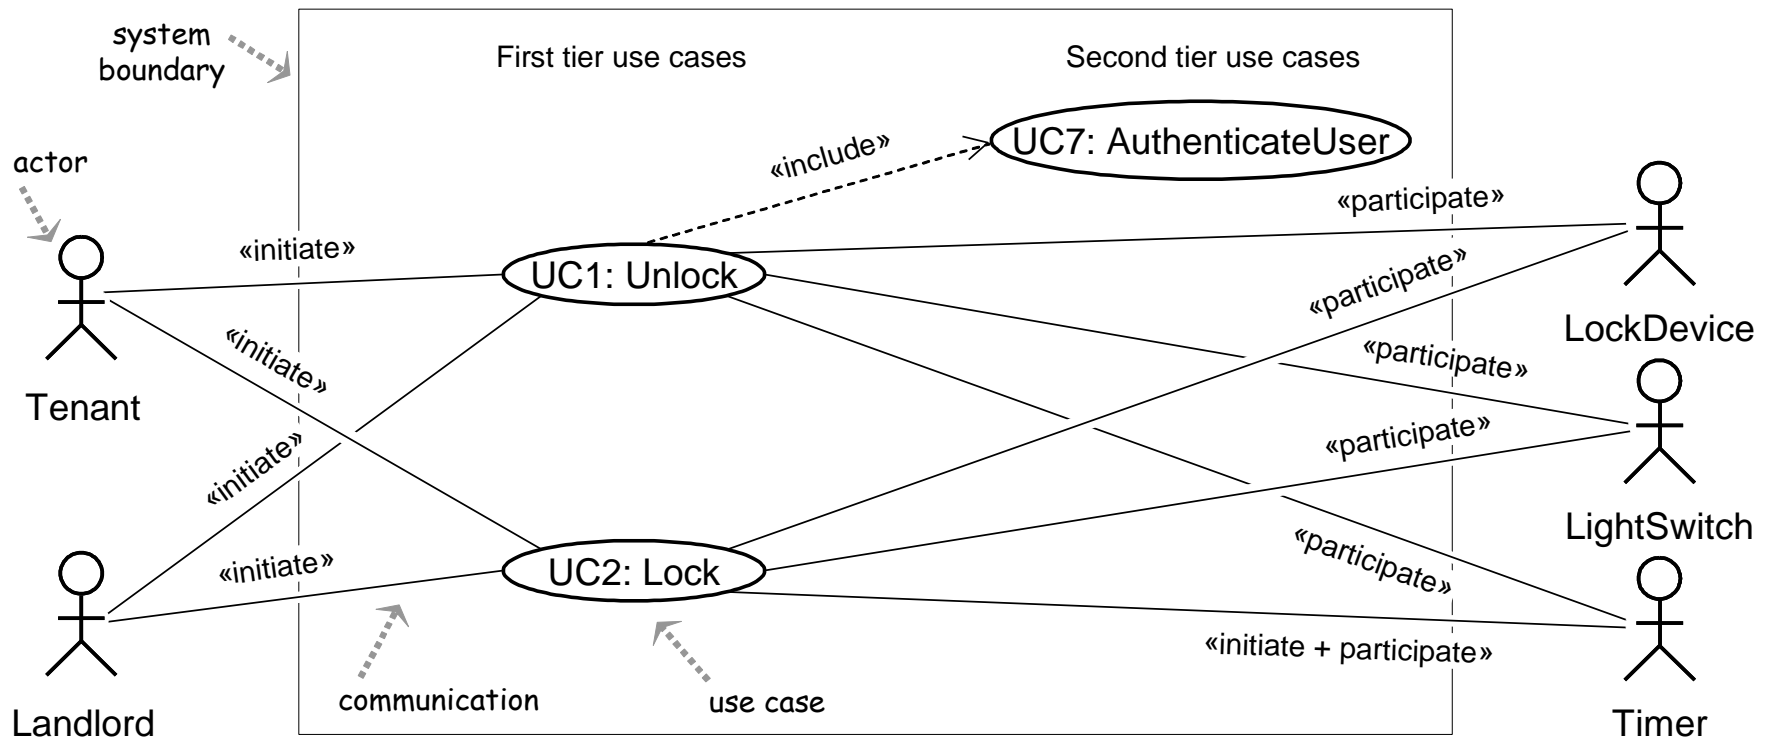 system
boundary
First tier use cases
Second tier use cases
actor
«include»
UC7: AuthenticateUser
«participate»
«initiate»
UC1: Unlock
«participate»
LockDevice
«initiate»
«participate»
Tenant
«initiate»
«participate»
LightSwitch
«initiate»
UC2: Lock
«participate»
«initiate + participate»
communication
use case
Landlord
Timer